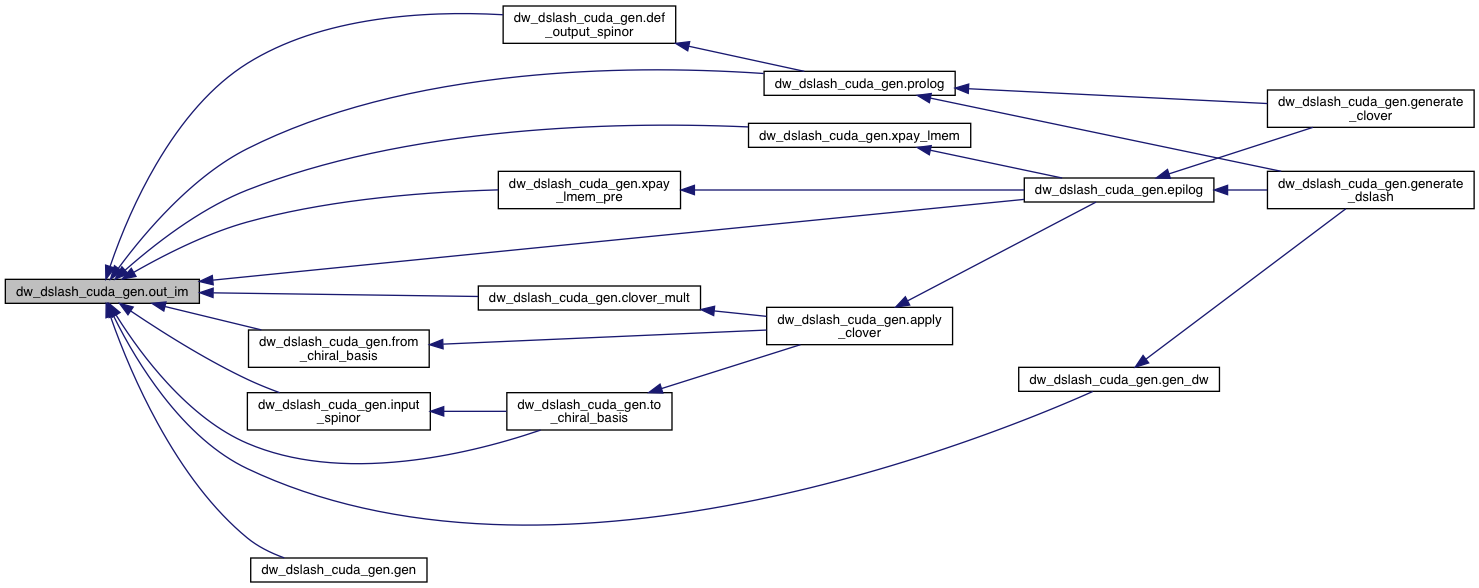 dw_dslash_cuda_gen.def
_output_spinor
dw_dslash_cuda_gen.prolog
dw_dslash_cuda_gen.generate
_clover
dw_dslash_cuda_gen.xpay_lmem
dw_dslash_cuda_gen.xpay
_lmem_pre
dw_dslash_cuda_gen.epilog
dw_dslash_cuda_gen.generate
_dslash
dw_dslash_cuda_gen.out_im
dw_dslash_cuda_gen.clover_mult
dw_dslash_cuda_gen.apply
_clover
dw_dslash_cuda_gen.from
_chiral_basis
dw_dslash_cuda_gen.gen_dw
dw_dslash_cuda_gen.input
_spinor
dw_dslash_cuda_gen.to
_chiral_basis
dw_dslash_cuda_gen.gen